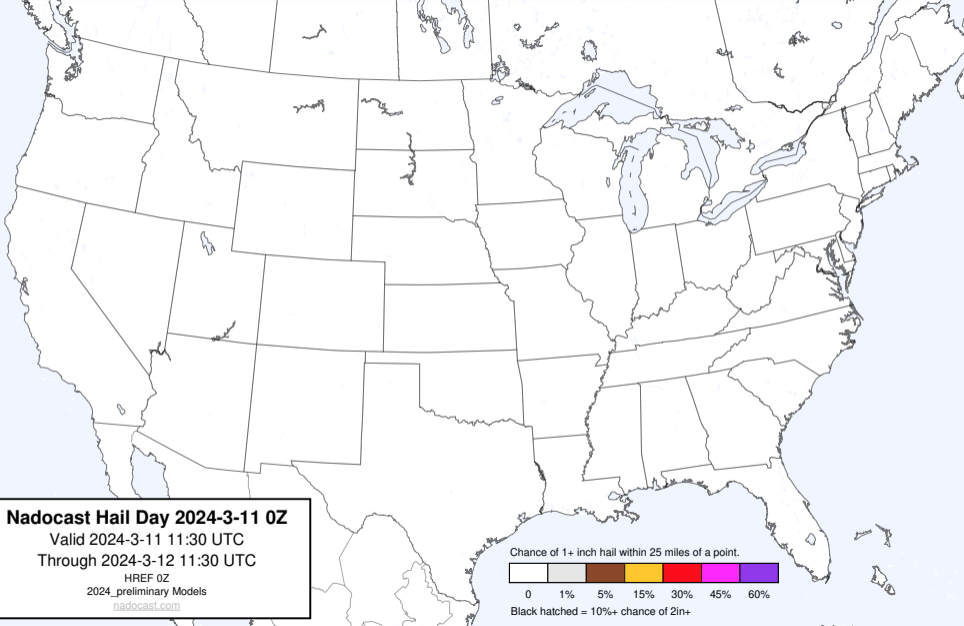 Nadocast Hail Day 2024-3-11 0Z
Valid 2024-3-11 11:30 UTC
Through 2024-3-12 11:30 UTC
HREF 0Z
2024_preliminary Models
nadocast.com
Chance of 1+ inch hail within 25 miles of a point.
0 1% 5% 15% 30% 45% 60%
Black hatched = 10%+ chance of 2in+